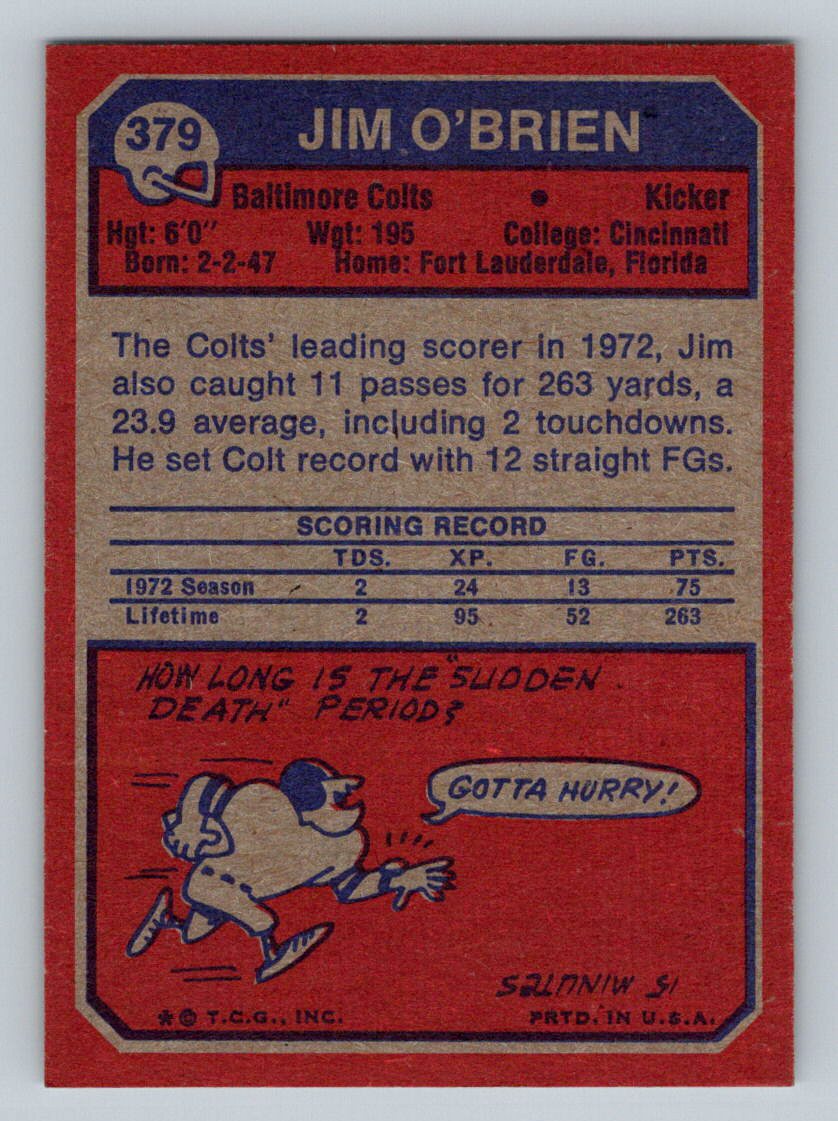 379
JIM O'BRIEN
Baltimore Colts • Kicker
Hgt: 6'0" Wgt: 195 College: Cincinnati
Born: 2-2-47 Home: Fort Lauderdale, Florida
The Colts' leading scorer in 1972, Jim
also caught 11 passes for 263 yards, a
23.9 average, including 2 touchdowns.
He set Colt record with 12 straight FGs.
SCORING RECORD
TDS. XP. FG. PTS.
1972 Season 2 24 13 75
Lifetime 2 95 52 263
HOW LONG IS THE "SUDDEN
DEATH" PERIOD?
GOTTA HURRY!
15 MINUTES
* © T.C.G., INC. PRTD. IN U.S.A.